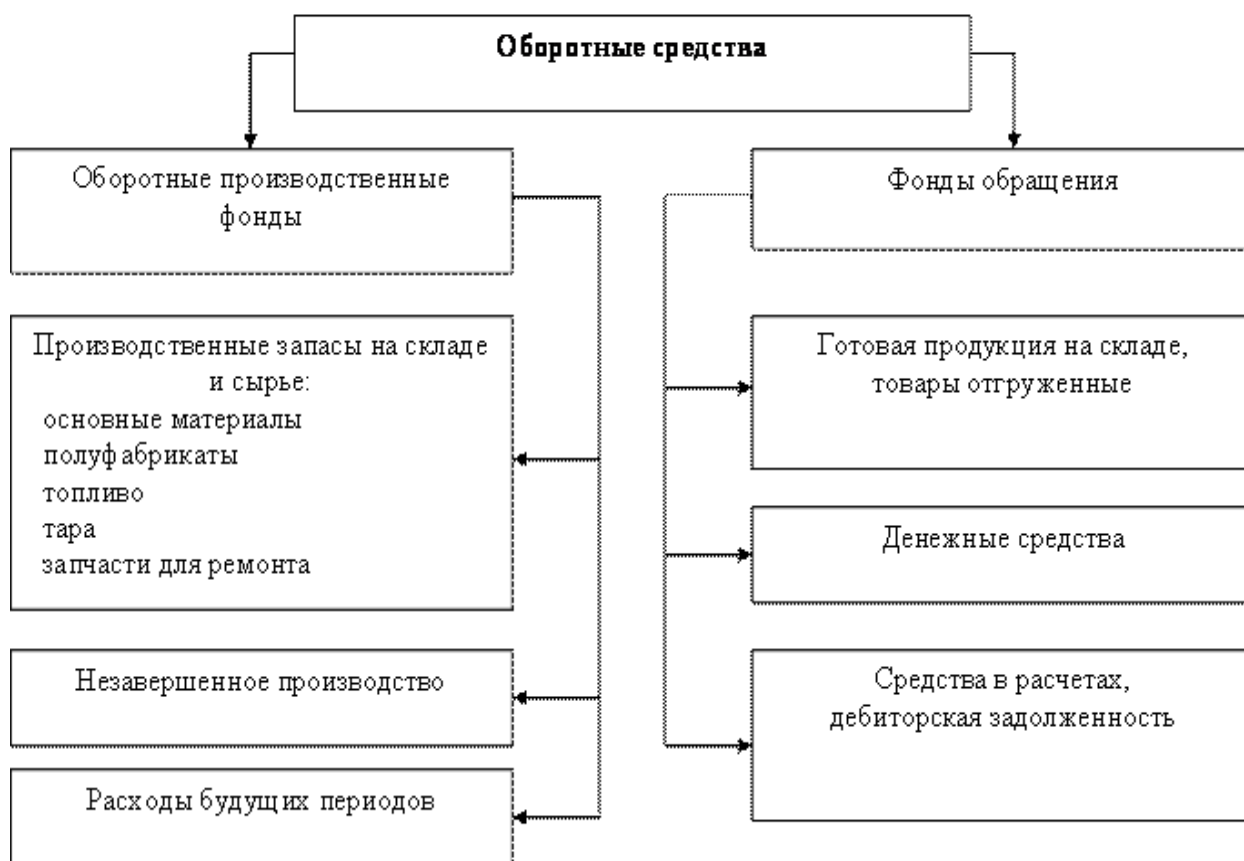 Оборотные средства
Оборотные производственные
фонды
Фонды обращения
Производственные запасы на складе
и сырье:
основные материалы
полуфабрикаты
топливо
тара
запчасти для ремонта
Готовая продукция на складе,
товары отгруженные
Денежные средства
Незавершенное производство
Средства в расчетах,
дебиторская задолженность
Расходы будущих периодов